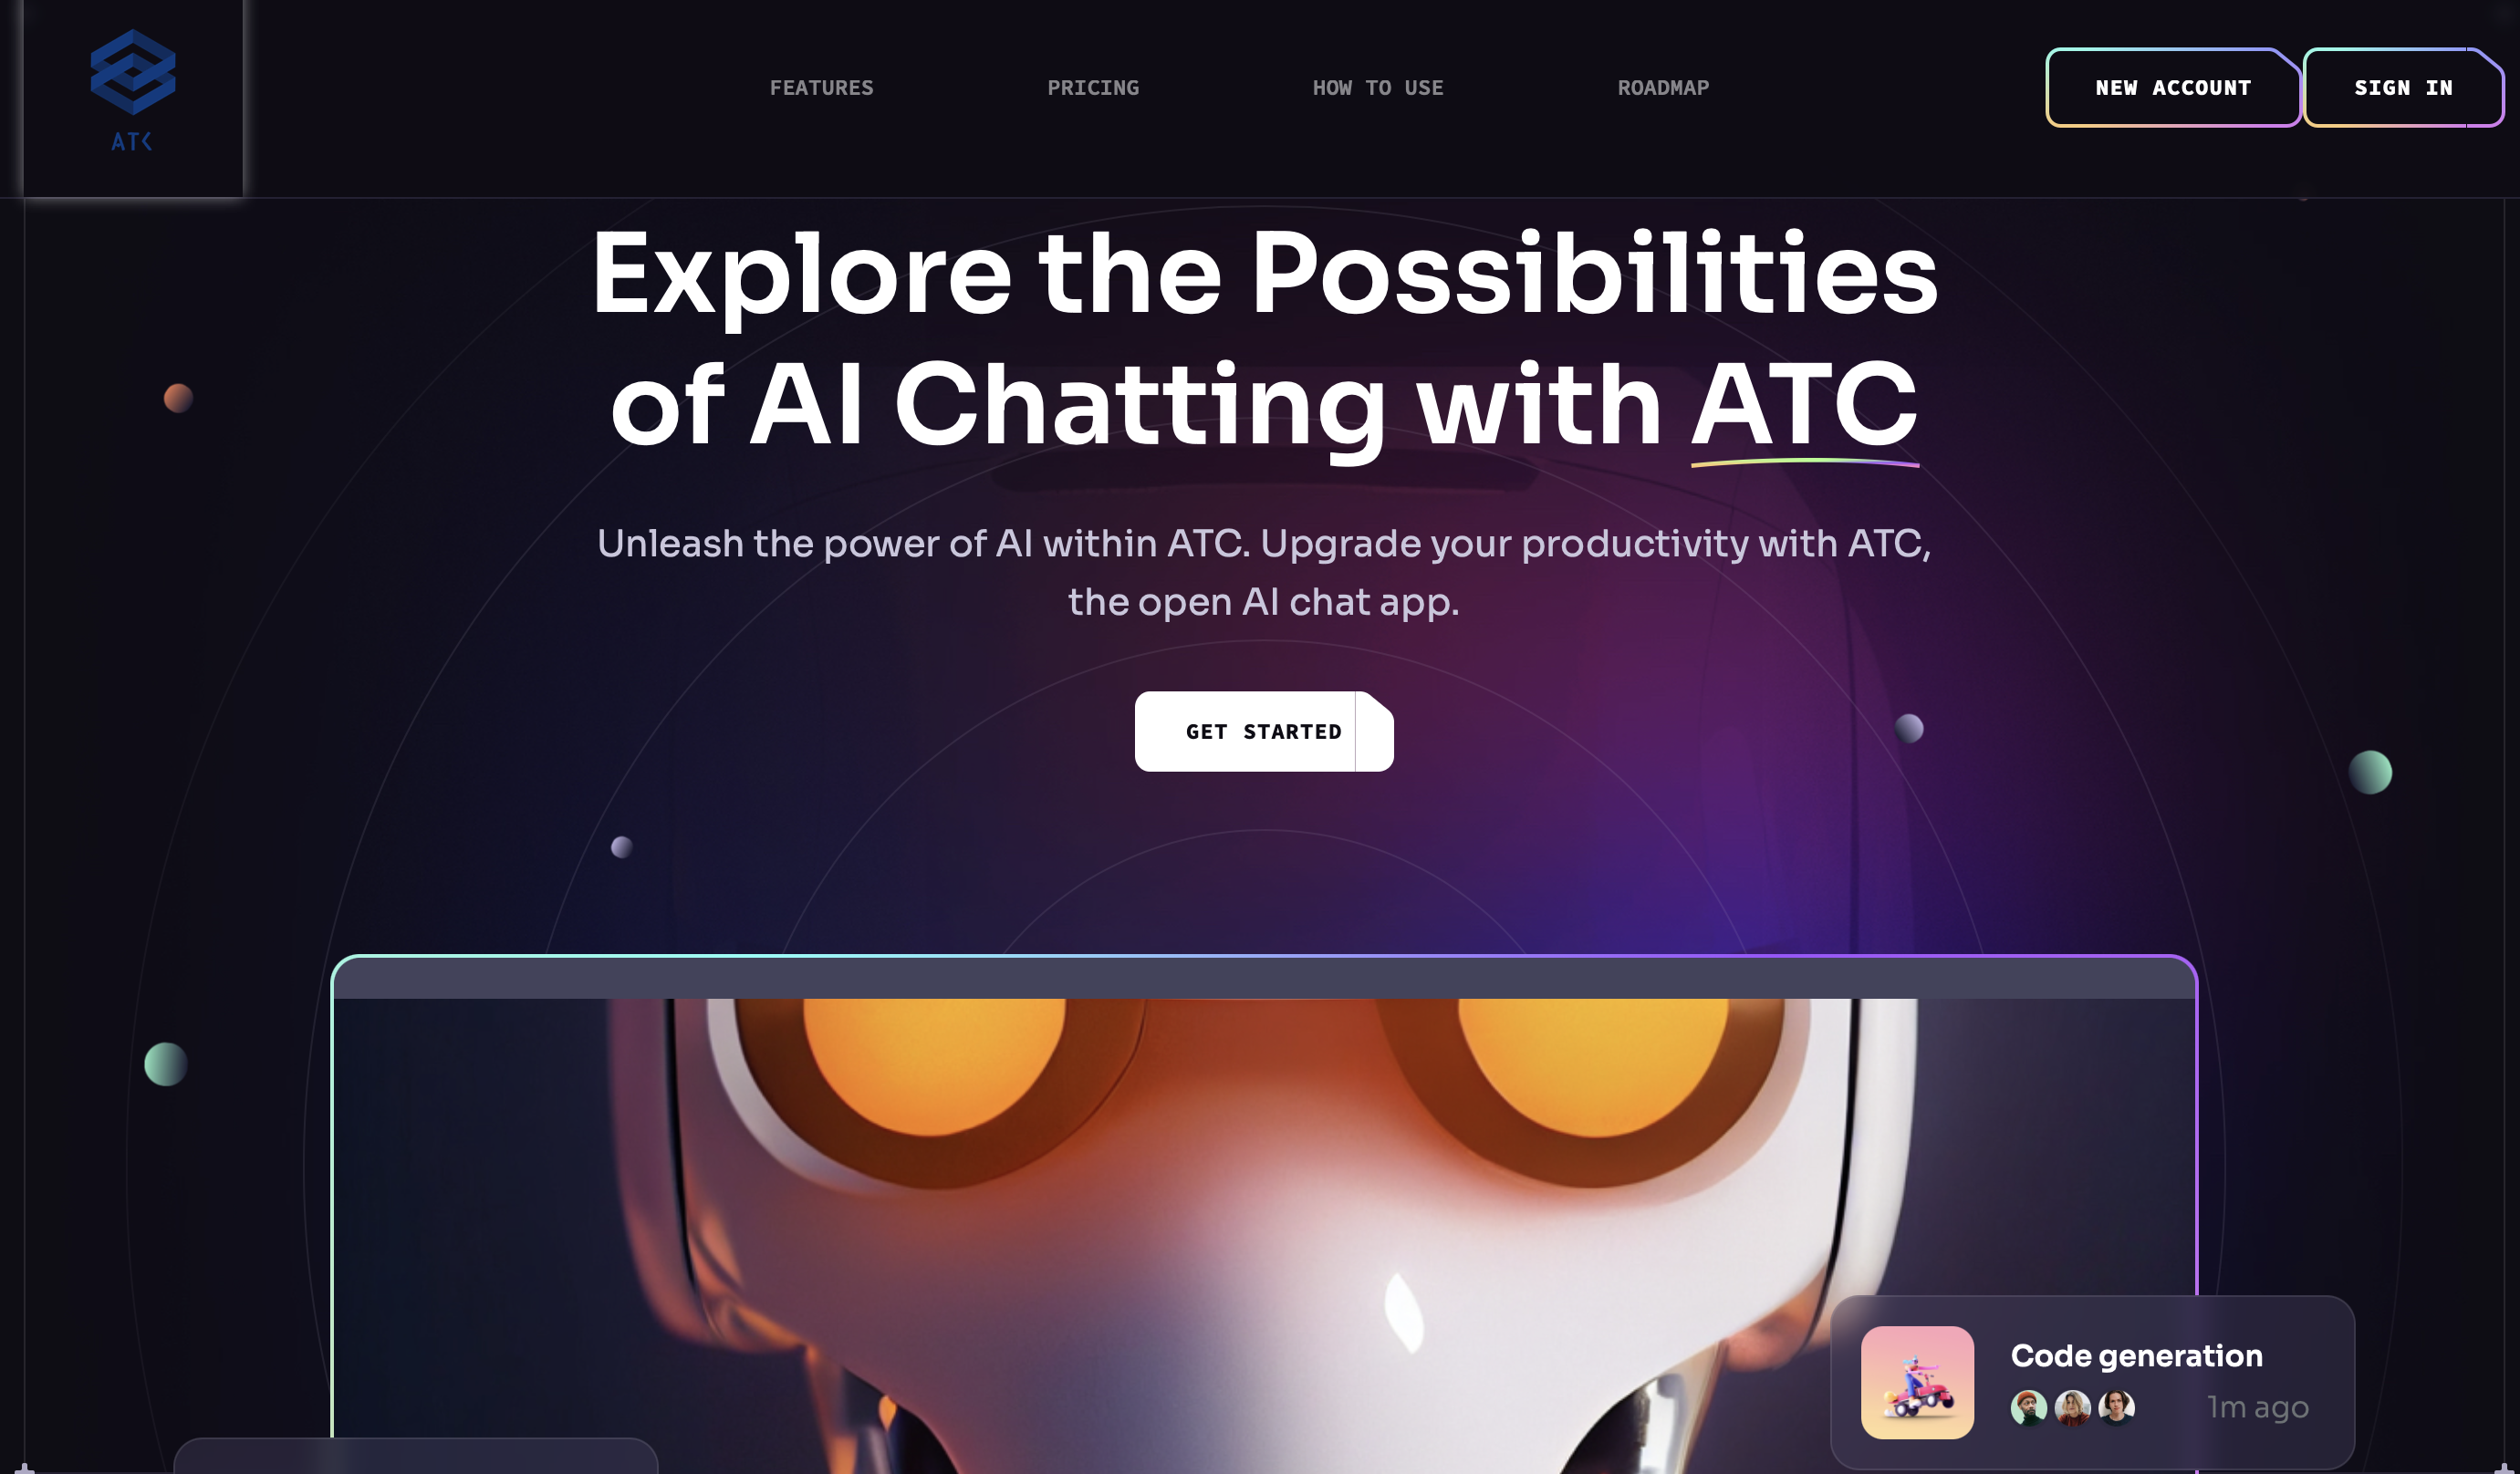 ATC
FEATURES
PRICING
HOW TO USE
ROADMAP
NEW ACCOUNT
SIGN IN
Explore the Possibilities
of AI Chatting with ATC
Unleash the power of AI within ATC. Upgrade your productivity with ATC,
the open AI chat app.
GET STARTED
Code generation
1m ago